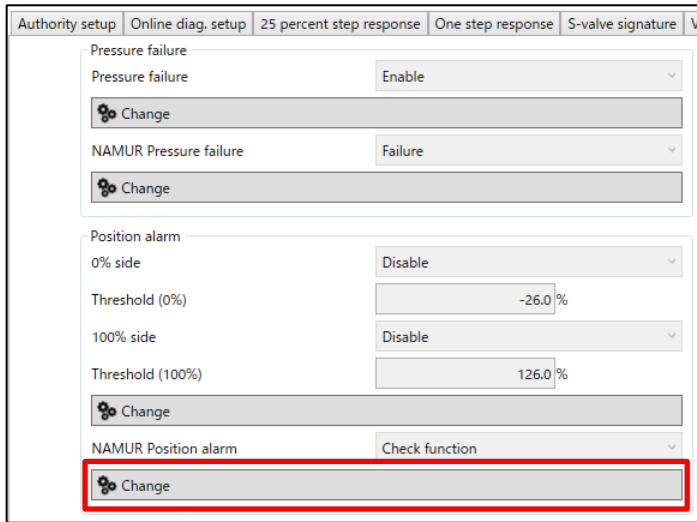 Authority setup Online diag. setup 25 percent step response One step response S-valve signature V
Pressure failure
Pressure failure Enable
Change
NAMUR Pressure failure Failure
Change
Position alarm
0% side Disable
Threshold (0%) -26.0 %
100% side Disable
Threshold (100%) 126.0 %
Change
NAMUR Position alarm Check function
Change